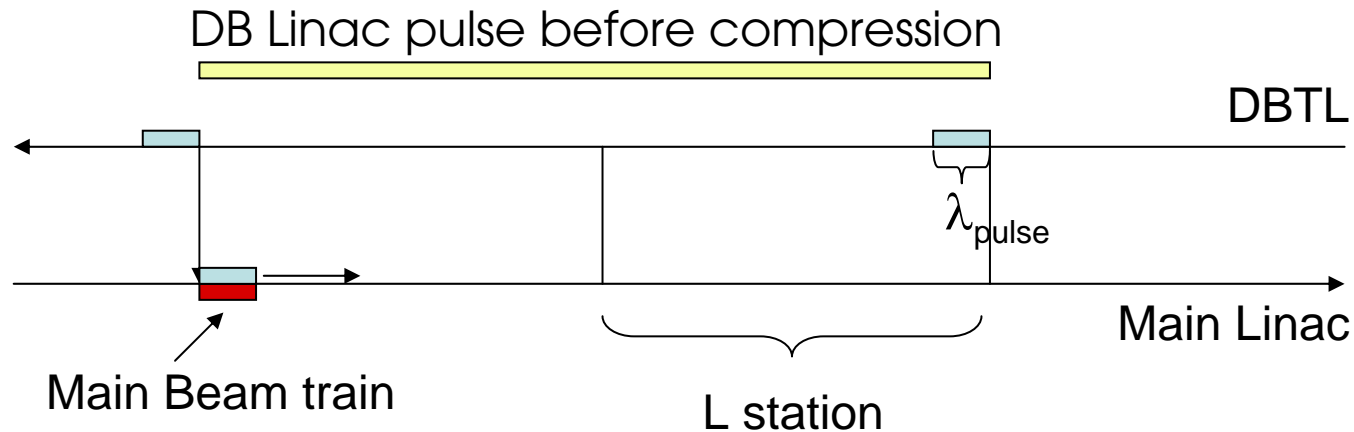 DB Linac pulse before compression
DBTL
λpulse
Main Linac
Main Beam train
L station